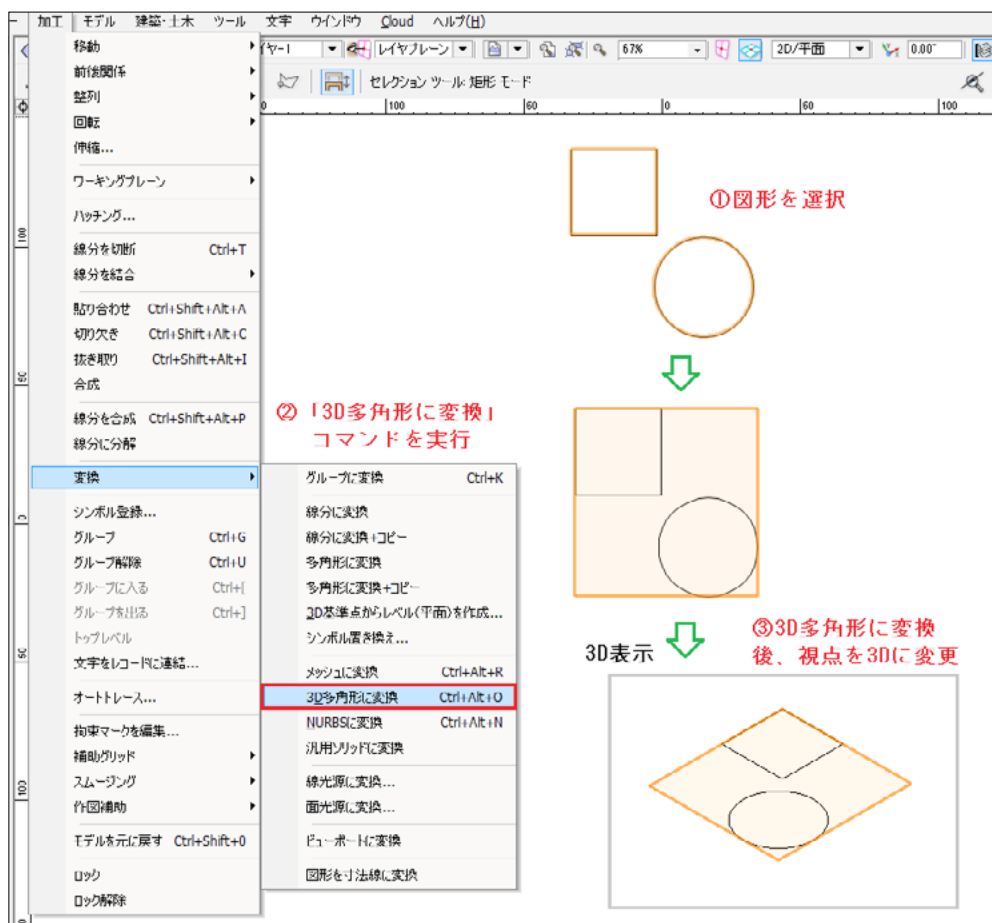 加工 モデル 建築･土木 ツール 文字 ウインドウ Cloud ヘルプ(H)
イヤｰ1 レイヤプレーン 67% 2D/平面 0.00°
セレクション ツール: 矩形 モード
移動
前後関係
整列
回転
伸縮...
ワーキングプレーン
ハッチング...
線分を切断 Ctrl+T
線分を結合
貼り合わせ Ctrl+Shift+Alt+A
切り欠き Ctrl+Shift+Alt+C
抜き取り Ctrl+Shift+Alt+I
合成
線分を合成 Ctrl+Shift+Alt+P
線分に分解
変換
シンボル登録...
グループ Ctrl+G
グループ解除 Ctrl+U
グループに入る Ctrl+[
グループを出る Ctrl+]
トップレベル
文字をレコードに連結...
オートトレース...
拘束マークを編集...
補助グリッド
スムージング
作図補助
モデルを元に戻す Ctrl+Shift+0
ロック
ロック解除
グループに変換 Ctrl+K
線分に変換
線分に変換+コピー
多角形に変換
多角形に変換+コピー
3D基準点からレベル(平面)を作成...
シンボル置き換え...
メッシュに変換 Ctrl+Alt+R
3D多角形に変換 Ctrl+Alt+O
NURBSに変換 Ctrl+Alt+N
汎用ソリッドに変換
線光源に変換...
面光源に変換...
ビューポートに変換
図形を寸法線に変換
0 100 50 0 50 100
100
50
0
50
100
①図形を選択
②「3D多角形に変換」
コマンドを実行
3D表示
③3D多角形に変換
後、視点を3Dに変更